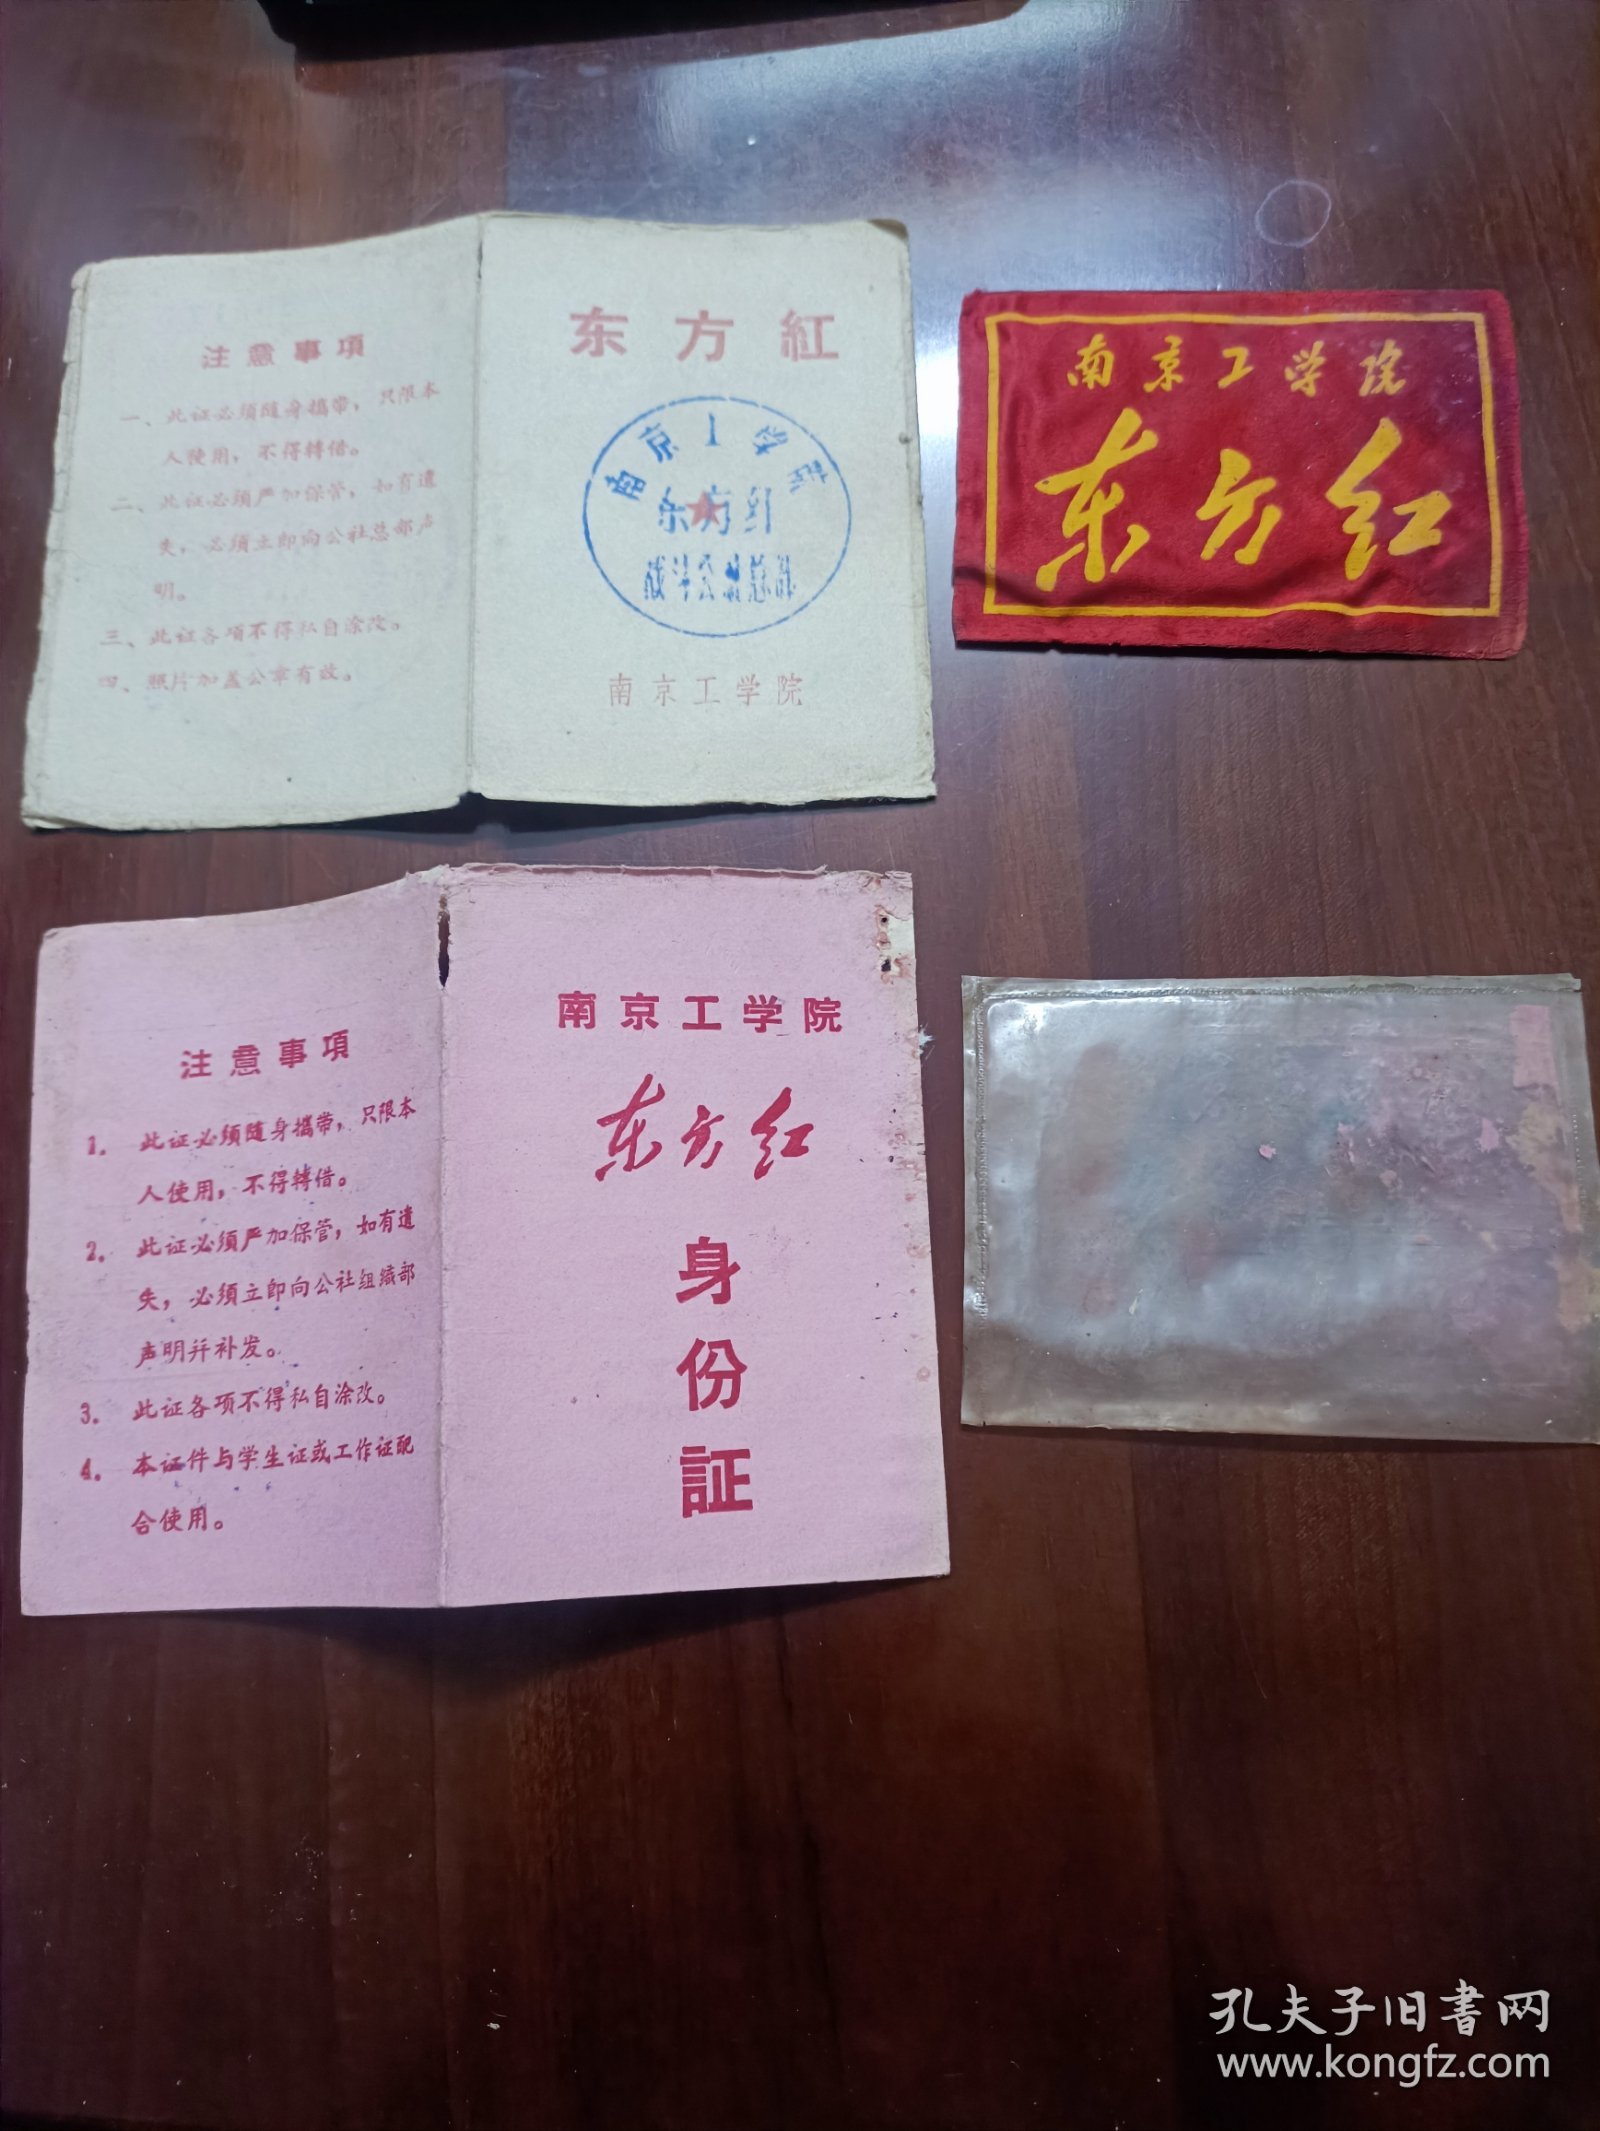 注意事項
一、此证必须随身攜带，只限本
人使用，不得轉借。
二、此证必须严加保管，如有遺
失，必须立即向公社总部声
明。
三、此证各項不得私自涂改。
四、照片加盖公章有效。
东方紅
南京工学院
东方红
战斗公社总部
南京工学院
南京工学院
东方红
注意事項
1. 此证必须随身攜带，只限本
人使用，不得轉借。
2. 此证必须严加保管，如有遺
失，必须立即向公社组織部
声明并补发。
3. 此证各项不得私自涂改。
4. 本证件与学生证或工作证配
合使用。
南京工学院
东方红
身
份
証
孔夫子旧書网
www.kongfz.com